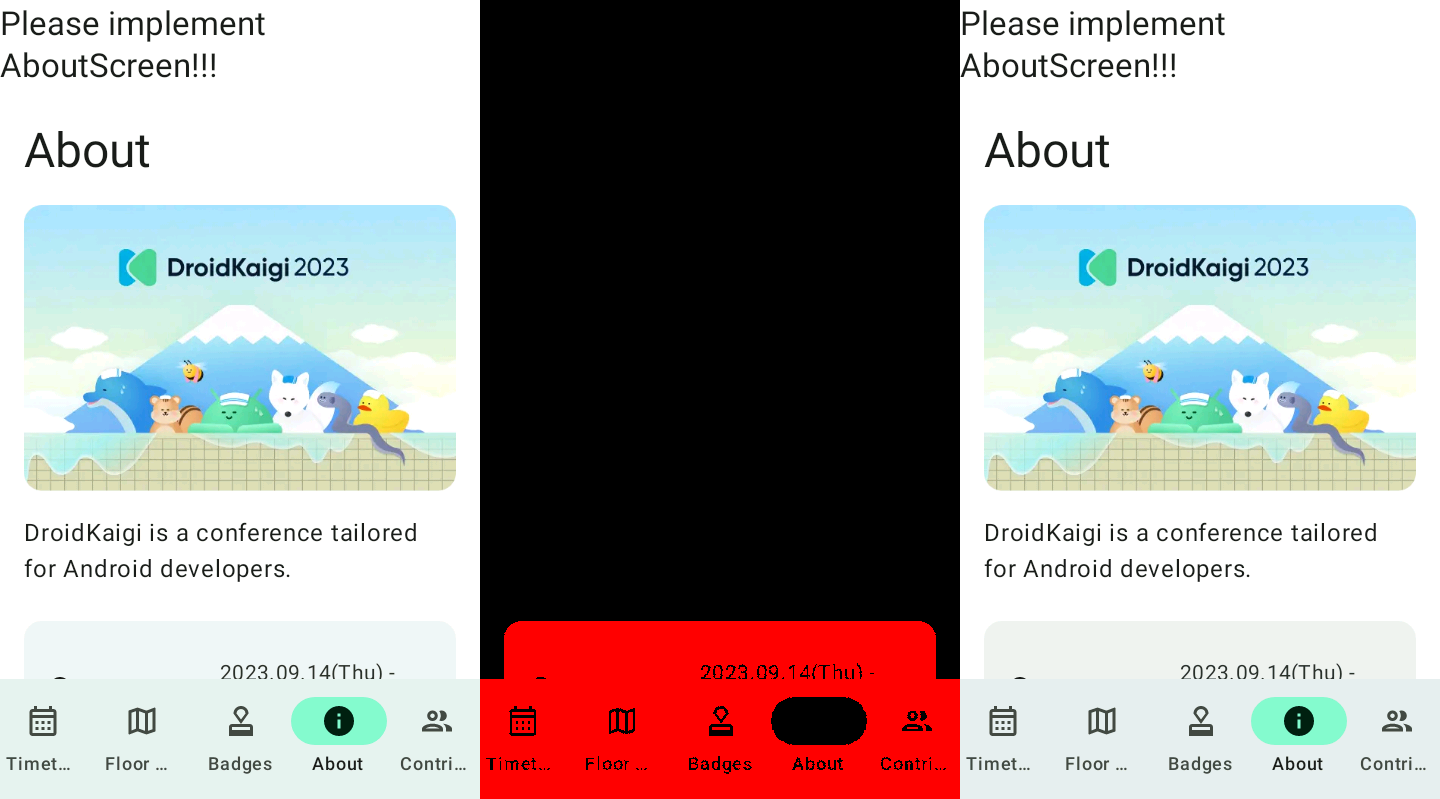 Please implement
AboutScreen!!!
About
DroidKaigi 2023
DroidKaigi is a conference tailored
for Android developers.
2023.09.14(Thu) -
Timet...
Floor ...
Badges
About
Contri...
2023.09.14(Thu) -
Timet...
Floor ...
Badges
About
Contri...
Please implement
AboutScreen!!!
About
DroidKaigi 2023
DroidKaigi is a conference tailored
for Android developers.
2023.09.14(Thu) -
Timet...
Floor ...
Badges
About
Contri...